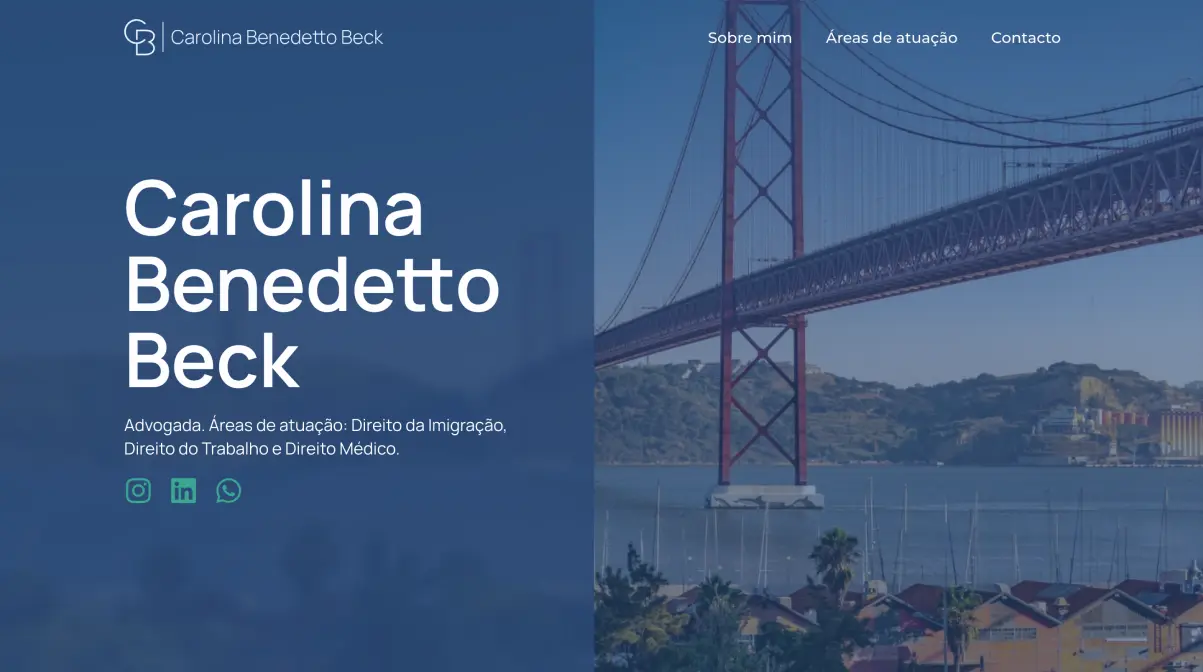 CB Carolina Benedetto Beck
Sobre mim
Áreas de atuação
Contacto
Carolina
Benedetto
Beck
Advogada. Áreas de atuação: Direito da Imigração,
Direito do Trabalho e Direito Médico.
in